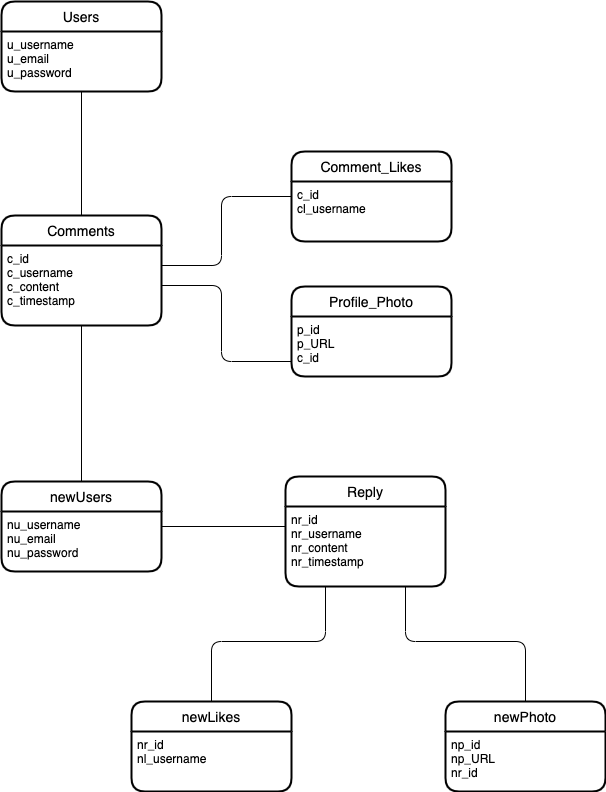 Users
u_username
u_email
u_password
Comment_Likes
c_id
cl_username
Comments
c_id
c_username
c_content
c_timestamp
Profile_Photo
p_id
p_URL
c_id
newUsers
nu_username
nu_email
nu_password
Reply
nr_id
nr_username
nr_content
nr_timestamp
newLikes
nr_id
nl_username
newPhoto
np_id
np_URL
nr_id